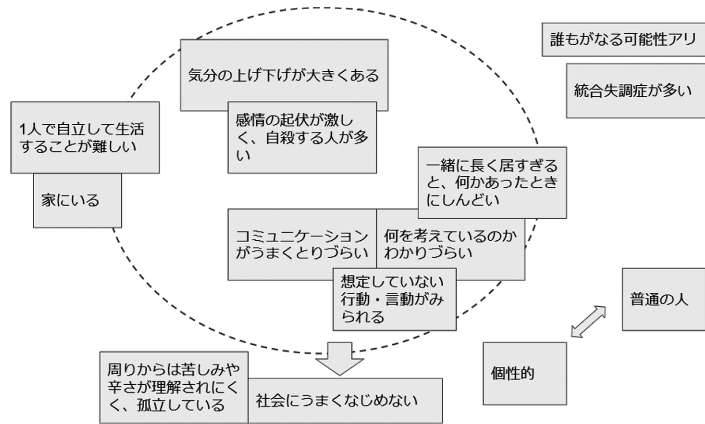 誰もがなる可能性アリ
気分の上げ下げが大きくある
統合失調症が多い
1人で自立して生活
することが難しい
感情の起伏が激し
く、自殺する人が多
い
家にいる
一緒に長く居すぎる
と、何かあったとき
にしんどい
コミュニケーション
がうまくとりづらい
何を考えているのか
わかりづらい
想定していない
行動・言動がみ
られる
普通の人
個性的
周りからは苦しみや
辛さが理解されにく
く、孤立している
社会にうまくなじめない